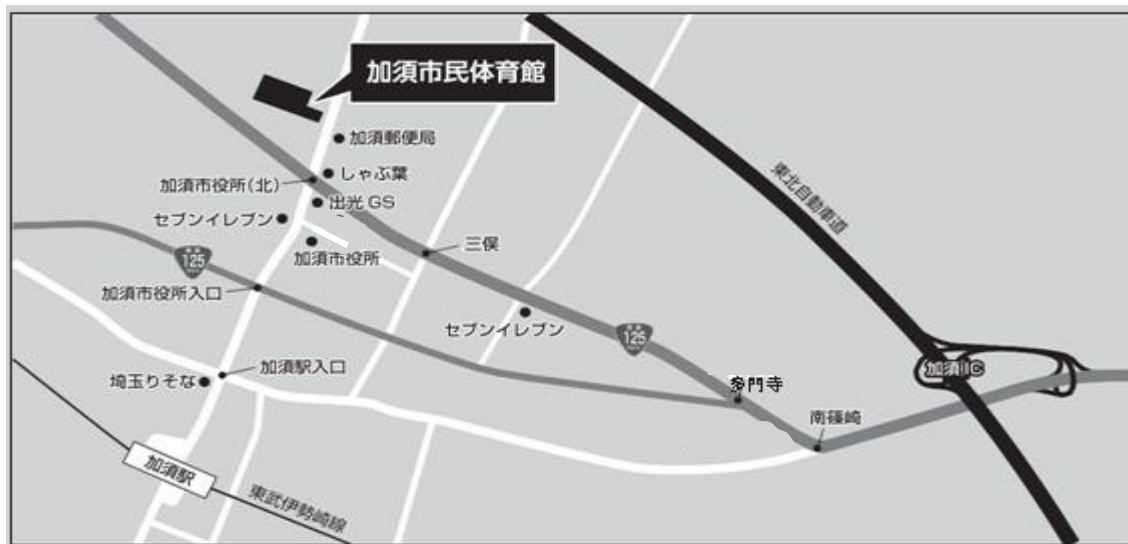 加須市民体育館
加須郵便局
しゃぶ葉
加須市役所(北)
出光 GS
セブンイレブン
加須市役所
三俣
東北自動車道
125
加須市役所入口
セブンイレブン
125
加須駅入口
埼玉りそな
加須IC
多門寺
南篠崎
加須駅
東武伊勢崎線